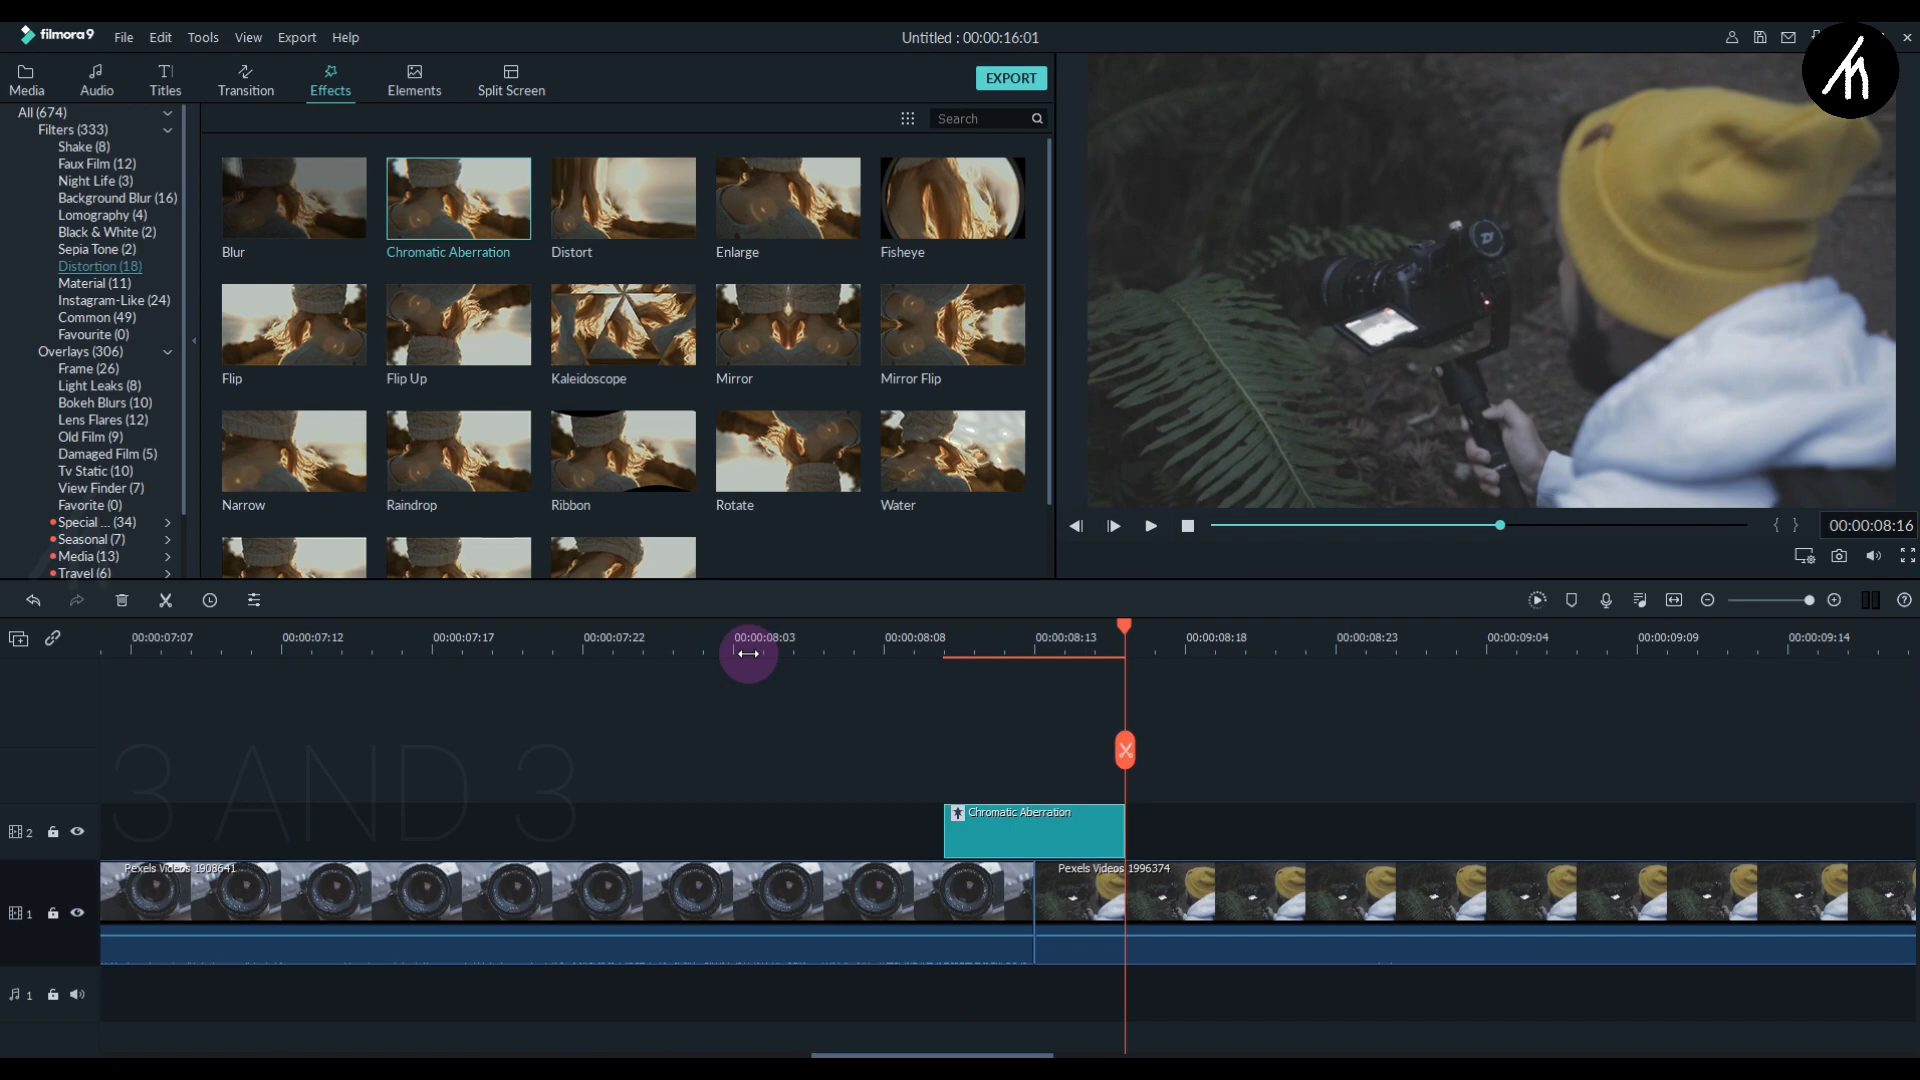 filmora9 File Edit Tools View Export Help
Untitled : 00:00:16:01
Media Audio Titles Transition Effects Elements Split Screen
EXPORT
All (674)
Filters (333)
Shake (8)
Faux Film (12)
Night Life (3)
Background Blur (16)
Lomography (4)
Black & White (2)
Sepia Tone (2)
Distortion (18)
Material (11)
Instagram-Like (24)
Common (49)
Favourite (0)
Overlays (306)
Frame (26)
Light Leaks (8)
Bokeh Blurs (10)
Lens Flares (12)
Old Film (9)
Damaged Film (5)
Tv Static (10)
View Finder (7)
Favorite (0)
Special ... (34)
Seasonal (7)
Media (13)
Travel (6)
Search
Blur Chromatic Aberration Distort Enlarge Fisheye
Flip Flip Up Kaleidoscope Mirror Mirror Flip
Narrow Raindrop Ribbon Rotate Water
00:00:08:16
00:00:07:07 00:00:07:12 00:00:07:17 00:00:07:22 00:00:08:03 00:00:08:08 00:00:08:13 00:00:08:18 00:00:08:23 00:00:09:04 00:00:09:09 00:00:09:14
3 AND 3
2
Chromatic Aberration
Pexels Videos 1908641
Pexels Videos 1996374
1
1